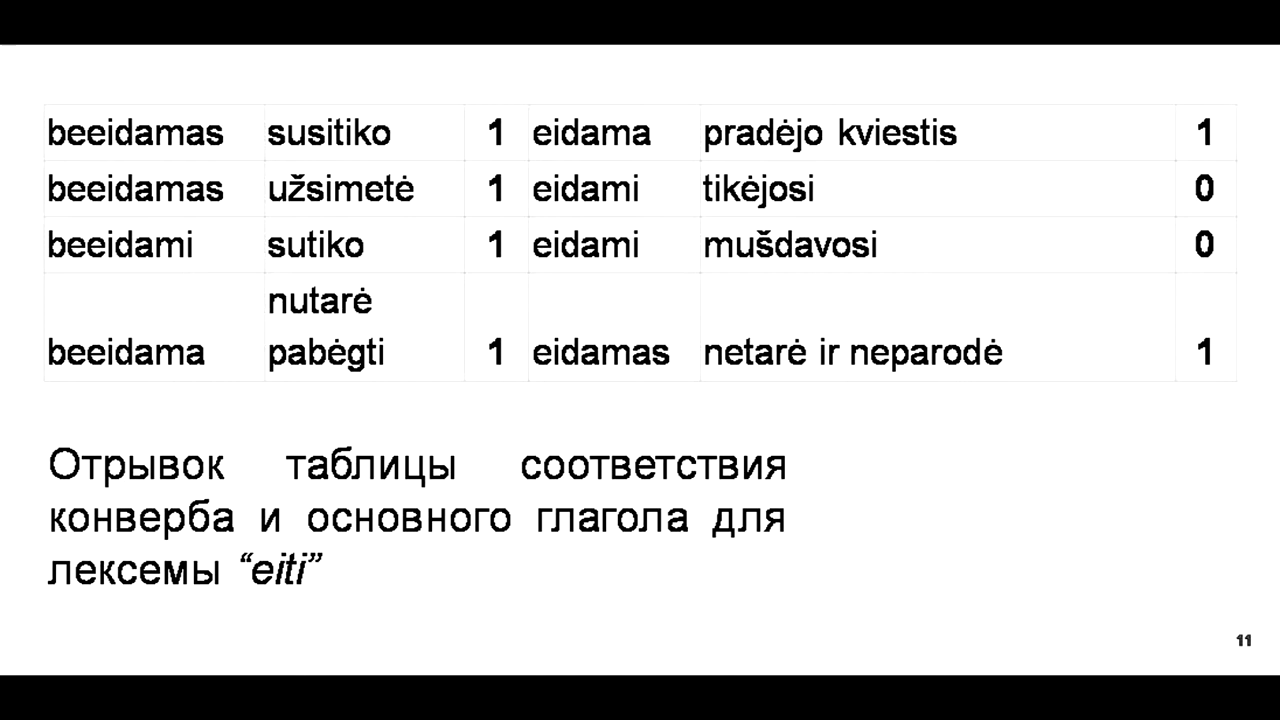 beeidamas susitiko 1 eidama pradėjo kviestis 1
beeidamas užsimetė 1 eidami tikėjosi 0
beeidami sutiko 1 eidami mušdavosi 0
nutarė
beeidama pabėgti 1 eidamas netarė ir neparodė 1
Отрывок таблицы соответствия
конверба и основного глагола для
лексемы “eiti”
11